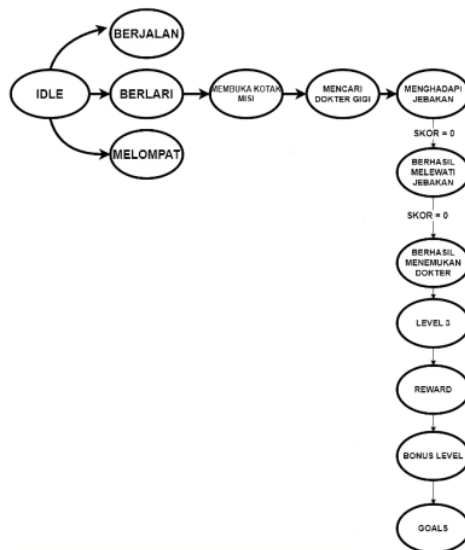 BERJALAN
IDLE
BERLARI
MEMBUKA KOTAK
MISI
MENCARI
DOKTER GIGI
MENGHADAPI
JEBAKAN
MELOMPAT
SKOR = 0
BERHASIL
MELEWATI
JEBAKAN
SKOR = 0
BERHASIL
MENEMUKAN
DOKTER
LEVEL 3
REWARD
BONUS LEVEL
GOALS